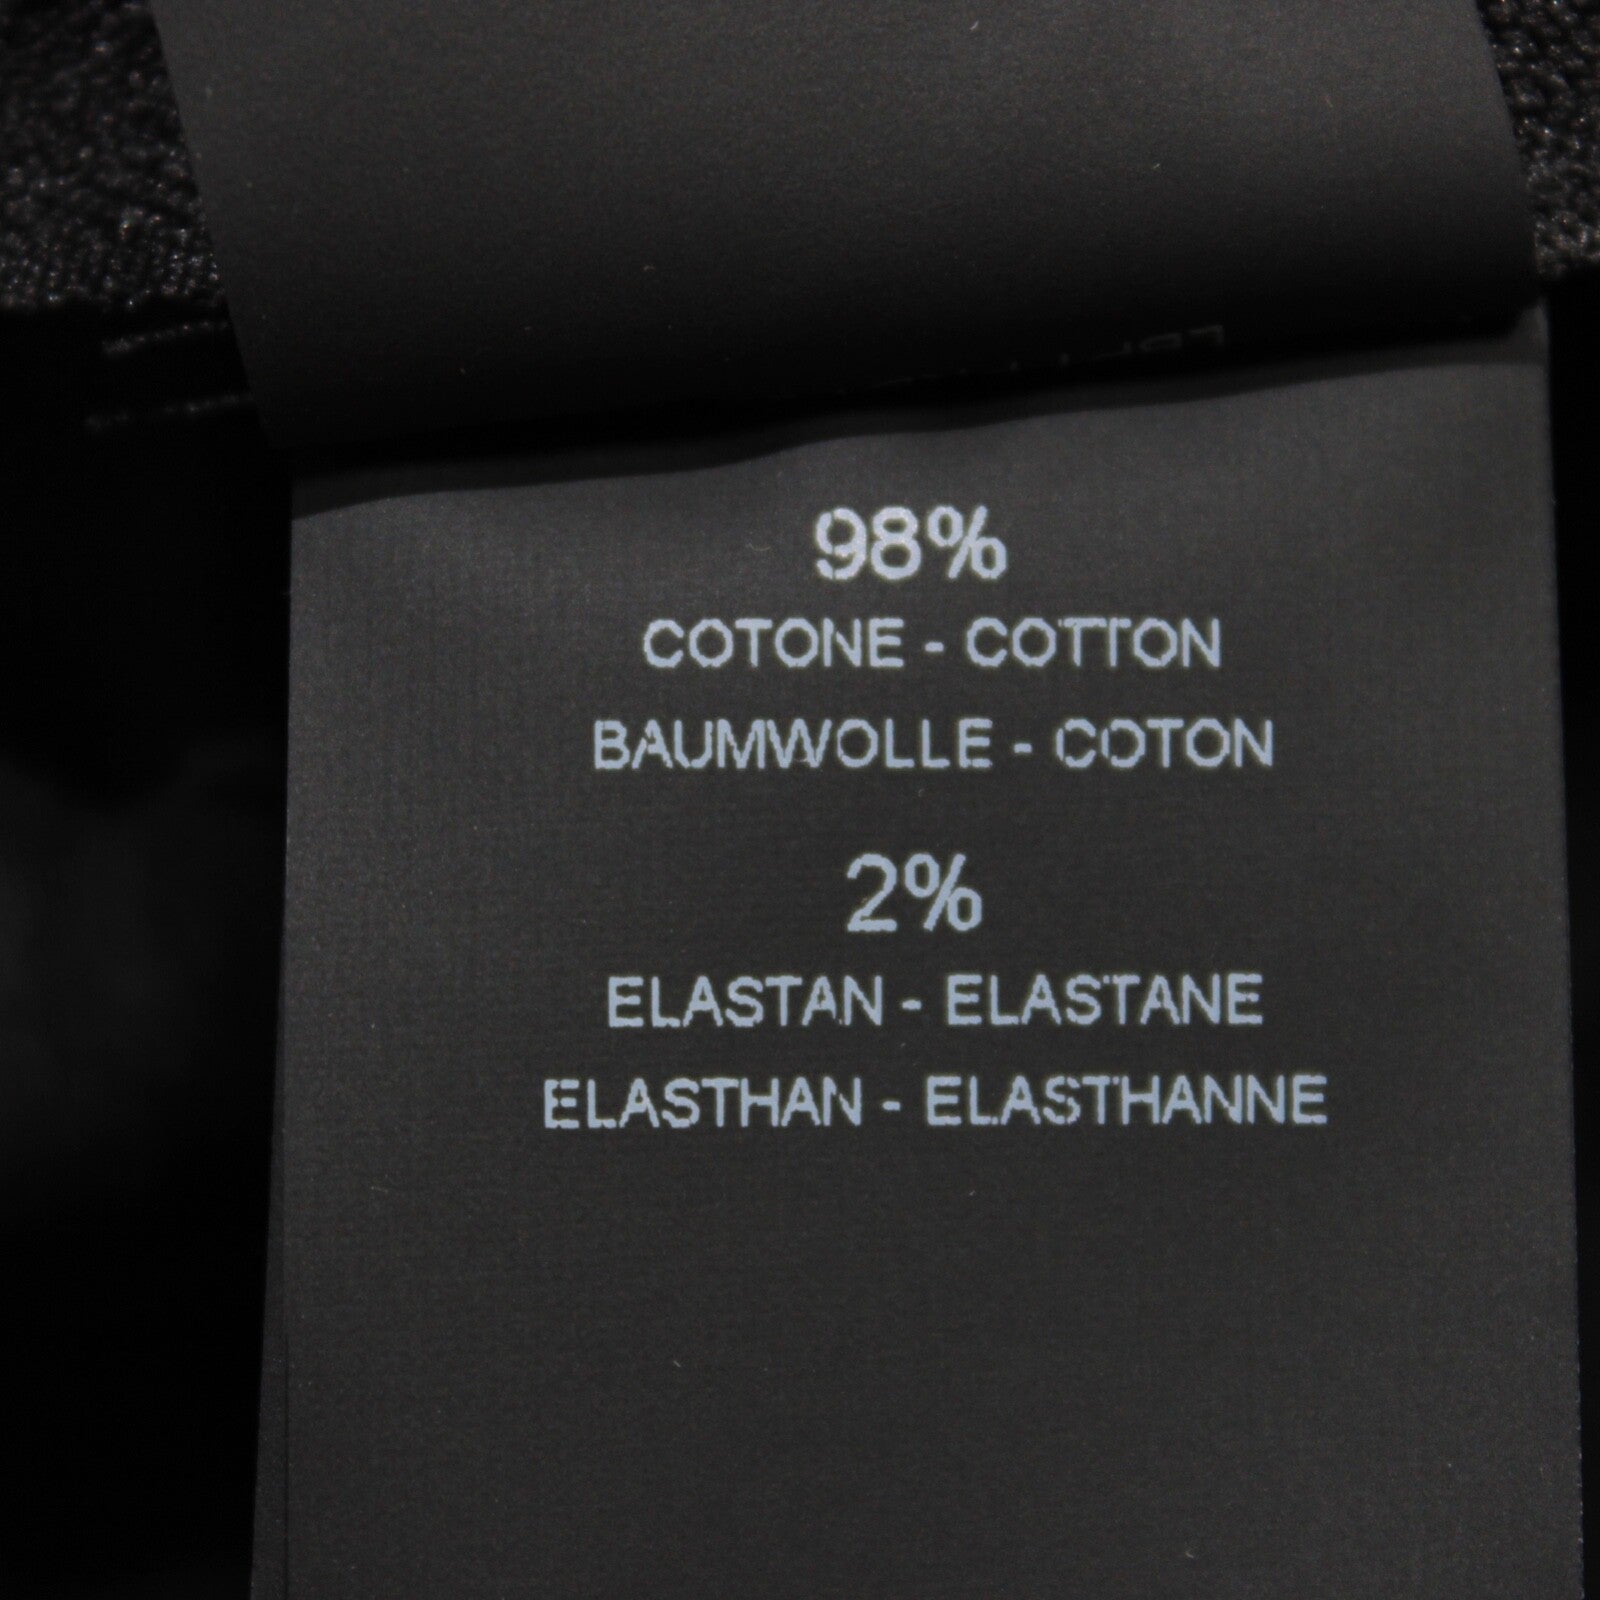 98%
COTONE - COTTON
BAUMWOLLE - COTON
2%
ELASTAN - ELASTANE
ELASTHAN - ELASTHANNE